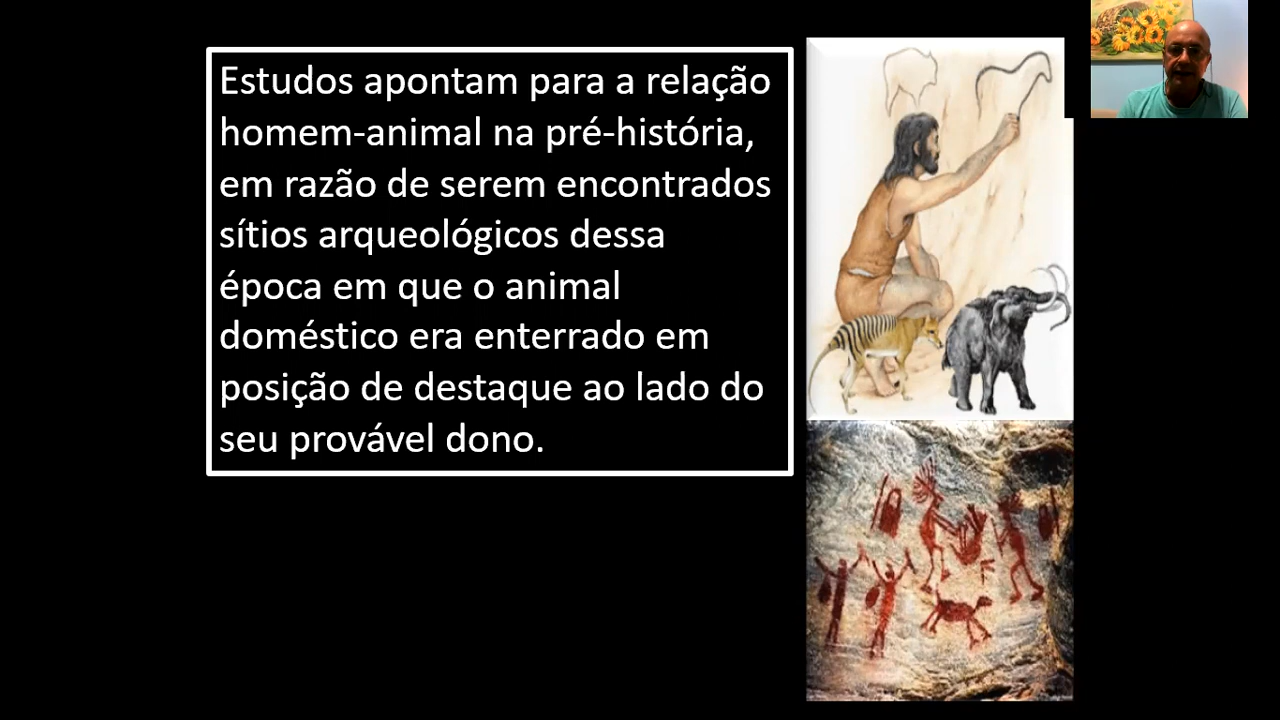 Estudos apontam para a relação
homem-animal na pré-história,
em razão de serem encontrados
sítios arqueológicos dessa
época em que o animal
doméstico era enterrado em
posição de destaque ao lado do
seu provável dono.